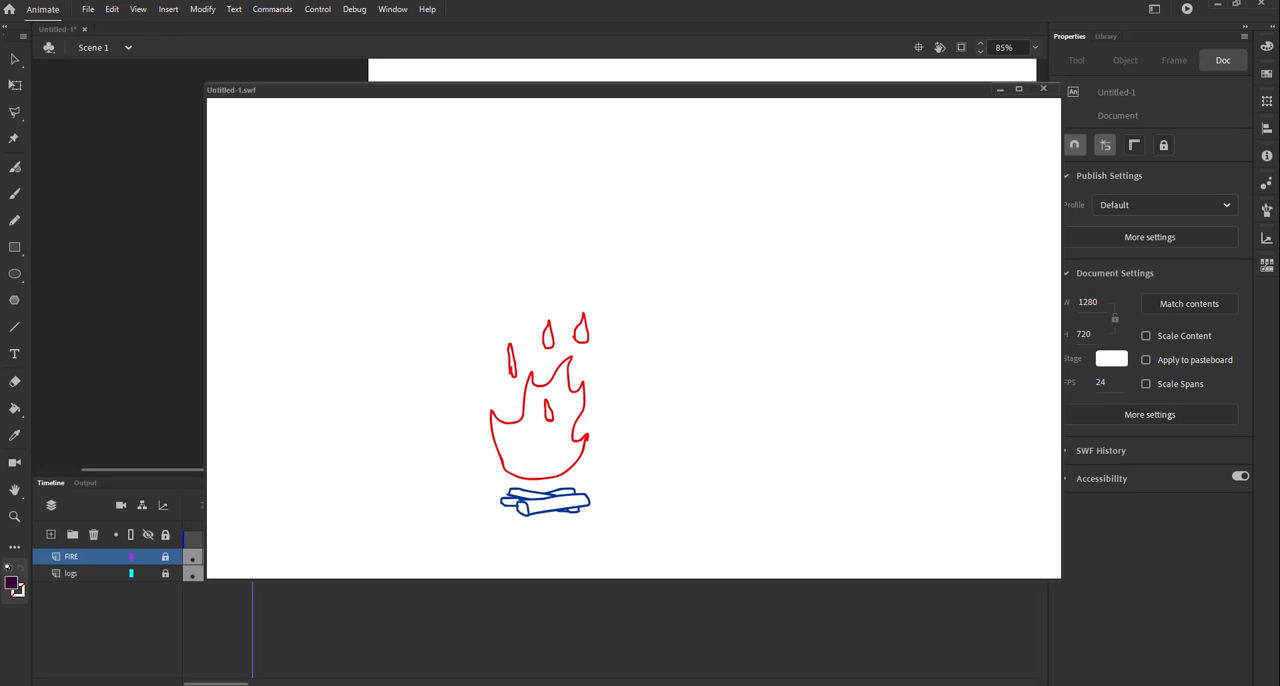 Animate File Edit View Insert Modify Text Commands Control Debug Window Help
Untitled-1*
Scene 1
85%
Untitled-1.swf
Properties Library
Tool Object Frame Doc
An Untitled-1
Document
Publish Settings
Profile Default
More settings
Document Settings
W 1280 Match contents
H 720 Scale Content
Stage Apply to pasteboard
FPS 24 Scale Spans
More settings
SWF History
Accessibility
Timeline Output
FIRE
logs